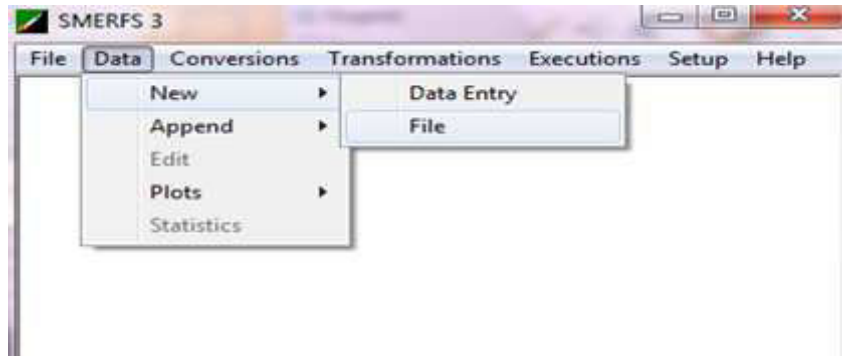 SMERFS 3
File Data Conversions Transformations Executions Setup Help
New Data Entry
Append File
Edit
Plots
Statistics